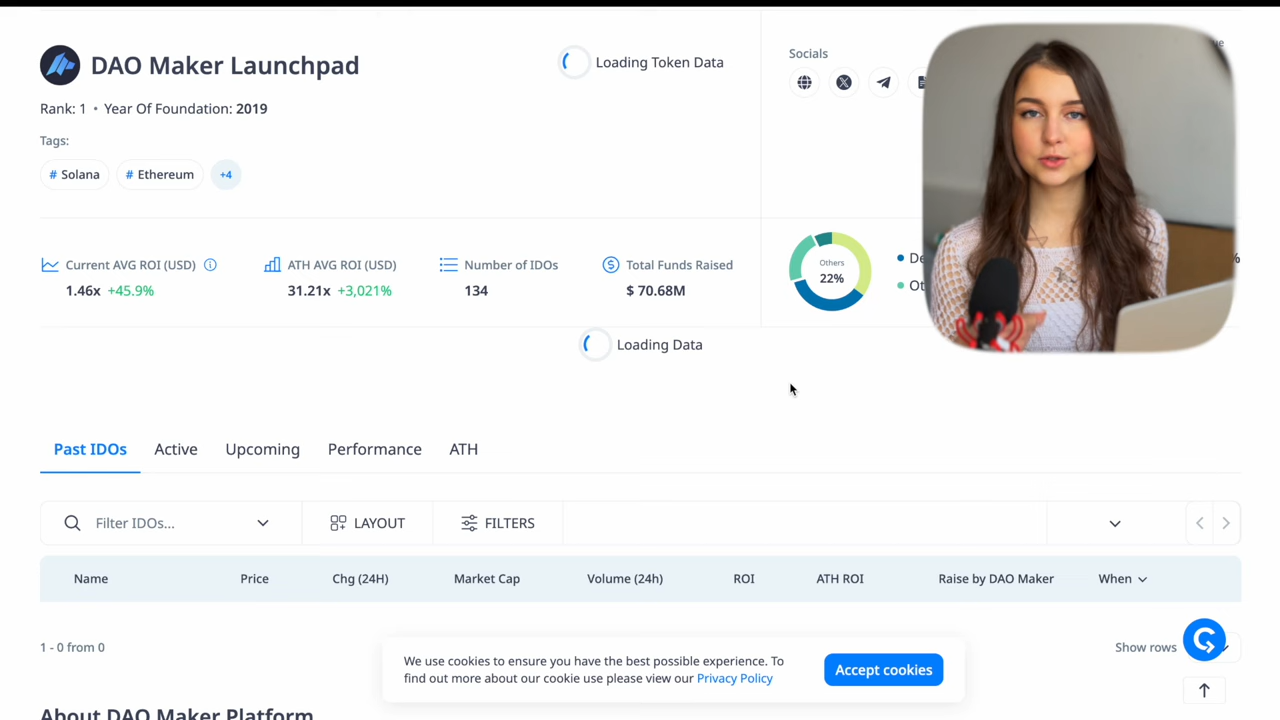 DAO Maker Launchpad
Loading Token Data
Socials
Rank: 1 • Year Of Foundation: 2019
Tags:
# Solana
# Ethereum
+4
Current AVG ROI (USD)
ATH AVG ROI (USD)
Number of IDOs
Total Funds Raised
1.46x +45.9%
31.21x +3,021%
134
$ 70.68M
Others
22%
De
Ot
%
Loading Data
Past IDOs
Active
Upcoming
Performance
ATH
Filter IDOs...
LAYOUT
FILTERS
Name
Price
Chg (24H)
Market Cap
Volume (24h)
ROI
ATH ROI
Raise by DAO Maker
When
1 - 0 from 0
Show rows
We use cookies to ensure you have the best possible experience. To
find out more about our cookie use please view our Privacy Policy
Accept cookies
About DAO Maker Platform